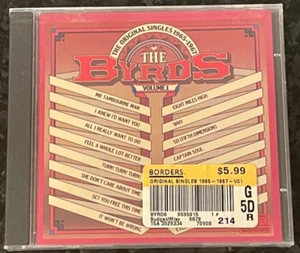 THE ORIGINAL SINGLES 1965-1967
THE
BYRDS
VOLUME 1
MR. TAMBOURINE MAN
I KNEW I'D WANT YOU
ALL I REALLY WANT TO DO
FEEL A WHOLE LOT BETTER
TURN! TURN! TURN!
SHE DON'T CARE ABOUT TIME
SET YOU FREE THIS TIME
IT WON'T BE WRONG
EIGHT MILES HIGH
WHY
5D (FIFTH DIMENSION)
CAPTAIN SOUL
BORDERS.
$5.99
ORIGINAL SINGLES 1965-1967-V01
BYRDS
1 #
214
G
5D
R